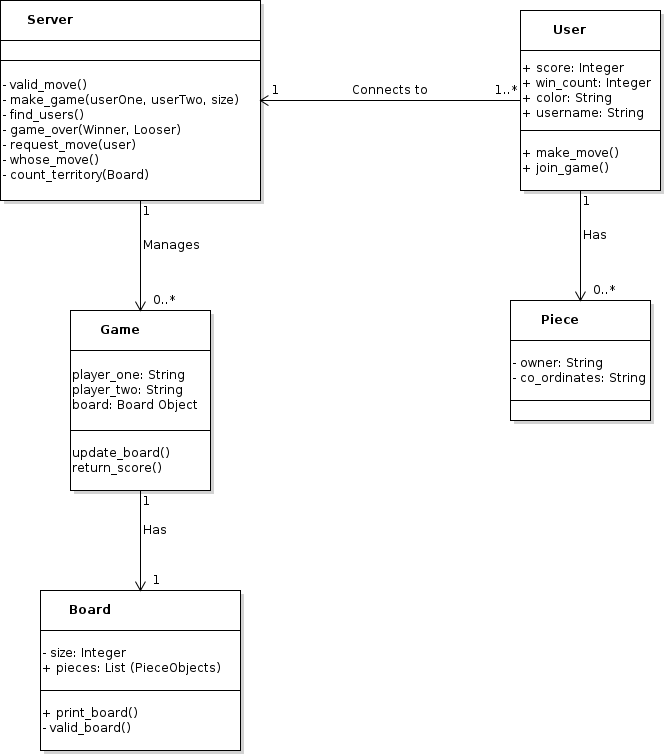 Server
- valid_move()
- make_game(userOne, userTwo, size)
- find_users()
- game_over(Winner, Looser)
- request_move(user)
- whose_move()
- count_territory(Board)
1
Connects to
1..*
User
+ score: Integer
+ win_count: Integer
+ color: String
+ username: String
+ make_move()
+ join_game()
1
Manages
0..*
1
Has
0..*
Game
player_one: String
player_two: String
board: Board Object
update_board()
return_score()
Piece
- owner: String
- co_ordinates: String
1
Has
1
Board
- size: Integer
+ pieces: List (PieceObjects)
+ print_board()
- valid_board()